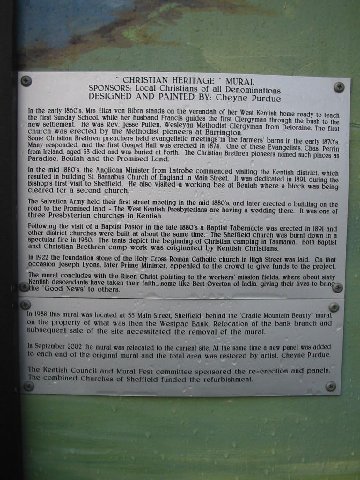 "CHRISTIAN HERITAGE" MURAL
SPONSORS: Local Christians of all Denominations
DESIGNED AND PAINTED BY: Cheyne Purdue
In the early 1860's, Mrs Eliza von Bibra stands on the verandah of her West Kentish home ready to teach
the first Sunday School, while her husband Francis guides the first Clergyman through the bush to the
new settlement. He was Rev. Jesse Pullen, Wesleyan Methodist Clergyman from Deloraine. The first
church was erected by the Methodist pioneers at Barrington.
Some Christian Brethren preachers held evangelistic meetings in the farmers' barns in the early 1870's.
Many responded, and the first Gospel Hall was erected in 1874. One of these Evangelists, Chas Perrin
from Ireland, aged 33 died and was buried at Forth. The Christian Brethren pioneers named such places as
Paradise, Beulah and the Promised Land.
In the mid 1880's, the Anglican Minister from Latrobe commenced visiting the Kentish district, which
resulted in building St Barnabas Church of England in Main Street. It was dedicated in 1891, during the
Bishop's first visit to Sheffield. He also visited a working bee at Beulah where a block was being
cleared for a second church.
The Salvation Army held their first street meeting in the mid 1880's, and later erected a building on the
road to the Promised land - The West Kentish Presbyterians are having a wedding there. It was one of
three Presbyterian churches in Kentish.
Following the visit of a Baptist Pastor in the late 1880's a Baptist Tabernacle was erected in 1891 and
other district churches were built at about the same time. The Sheffield church was burnt down in a
spectacular fire in 1950. The tents depict the beginning of Christian camping in Tasmania. Both Baptist
and Christian Brethren camp work was originated by Kentish Christians.
In 1922 the foundation stone of the Holy Cross Roman Catholic church in High Street was laid. On that
occasion Joseph Lyons, later Prime Minister, appealed to the crowd to give funds to the project.
The mural concludes with the Risen Christ pointing to the workers' mission fields, where about sixty
Kentish descendants have taken their faith, some like Bert Overton of India, giving their lives to bring
the 'Good News' to others.
In 1988 this mural was located at 55 Main Street, Sheffield, behind the 'Cradle Mountain Beauty' mural
on the property of what was then the Westpac Bank. Relocation of the bank branch and
subsequent sale of the site necessitated the removal of the mural.
In September 2002 the mural was relocated to the current site. At the same time a new panel was added
to each end of the original mural and the total area was restored by artist, Cheyne Purdue.
The Kentish Council and Mural Fest committee sponsored the re-erection and panels.
The combined Churches of Sheffield funded the refurbishment.